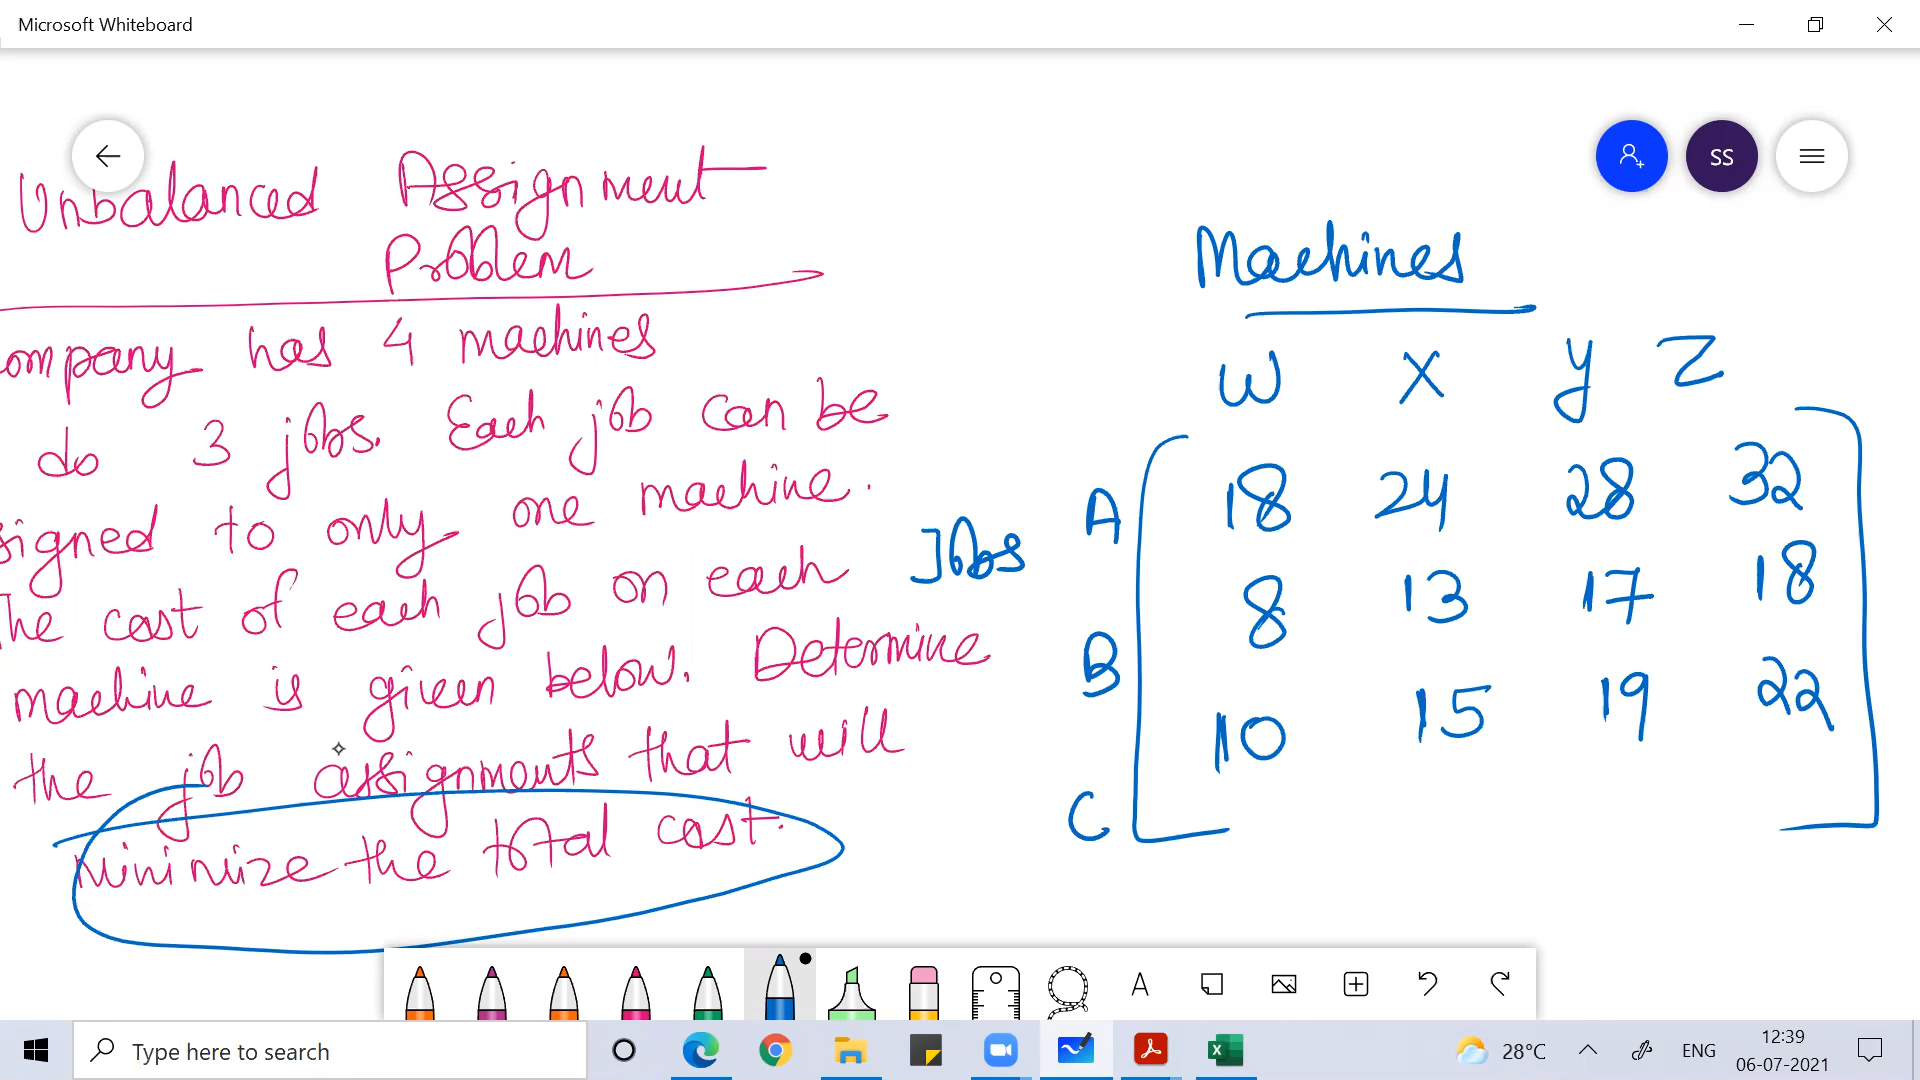 Microsoft Whiteboard
SS
Unbalanced Assignment
Problem
ompany has 4 machines
do 3 jobs. Each job can be
signed to only one machine.
The cost of each job on each
machine is given below. Determine
the job assignments that will
minimize the total cost.
Machines
W X Y Z
Jobs
A 18 24 28 32
B 8 13 17 18
C 10 15 19 22
A
Type here to search
28°C
ENG
12:39
06-07-2021